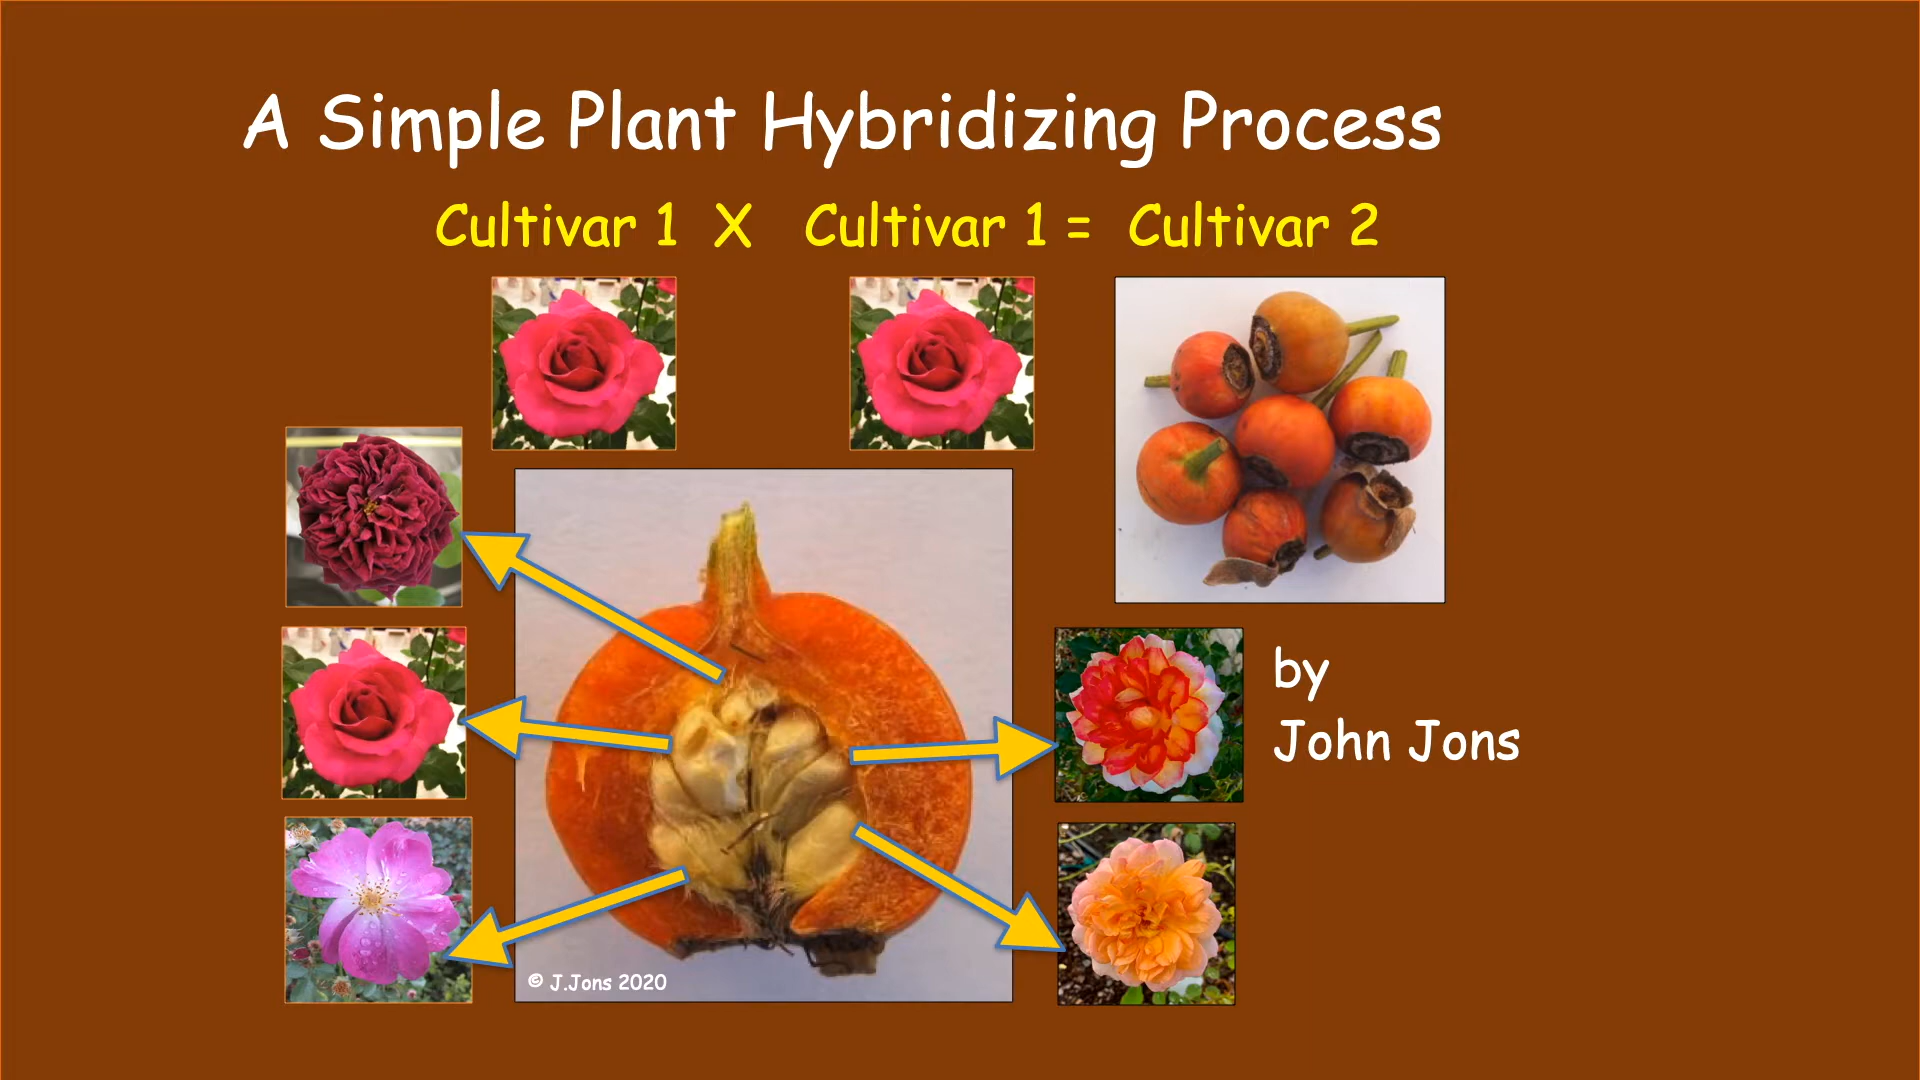 A Simple Plant Hybridizing Process
Cultivar 1 X Cultivar 1 = Cultivar 2
by
John Jons
© J.Jons 2020